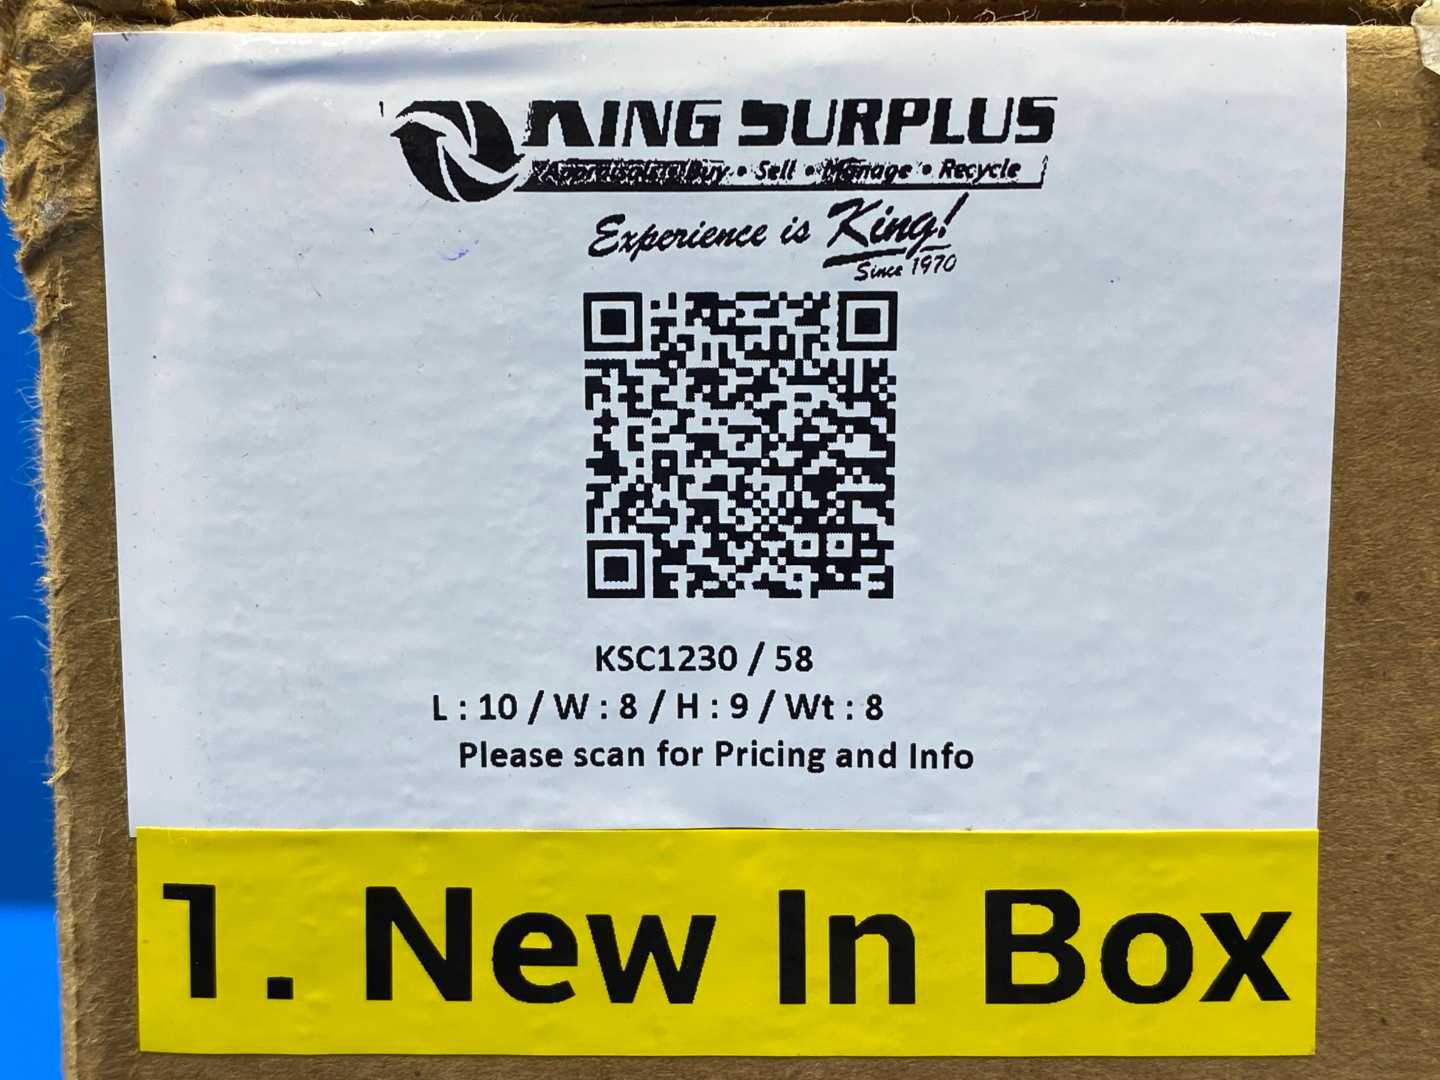 KING SURPLUS
Appraisals • Buy • Sell • Manage • Recycle
Experience is King!
Since 1970
KSC1230 / 58
L : 10 / W : 8 / H : 9 / Wt : 8
Please scan for Pricing and Info
1. New In Box